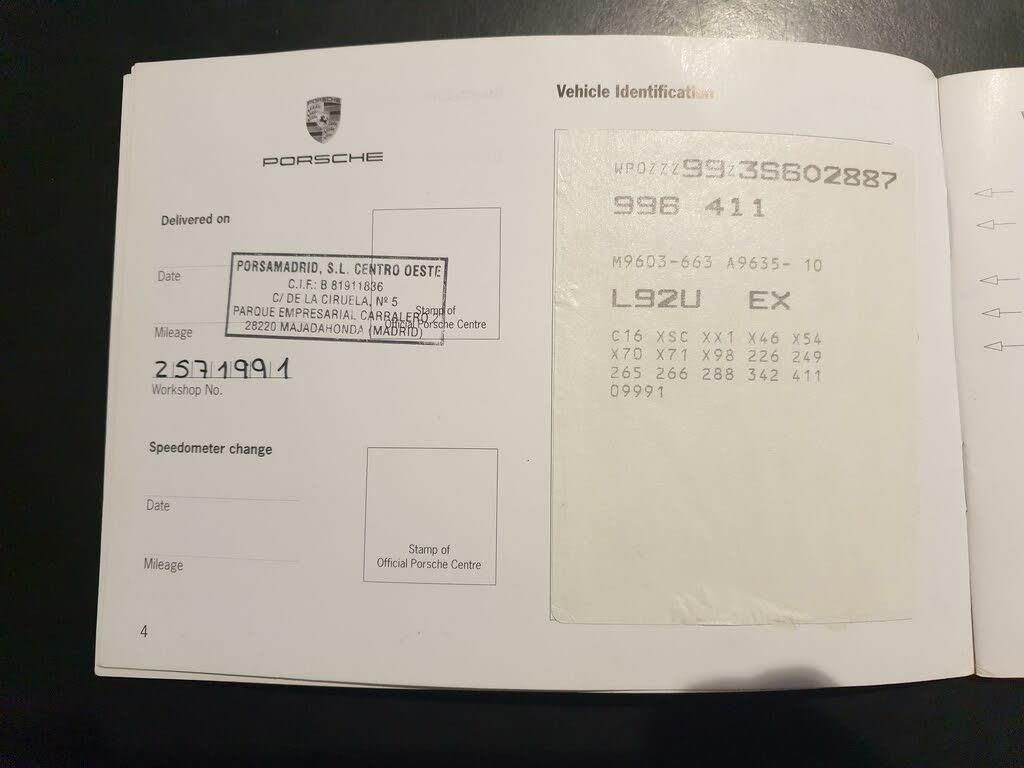 PORSCHE
PORSCHE
Delivered on
Date
PORSAMADRID, S.L. CENTRO OESTE
C.I.F.: B 81911836
C/ DE LA CIRUELA, Nº 5
PARQUE EMPRESARIAL CARRALERO 2
28220 MAJADAHONDA (MADRID)
Stamp of
Official Porsche Centre
Mileage
2571991
Workshop No.
Speedometer change
Date
Mileage
Stamp of
Official Porsche Centre
4
Vehicle Identification
WP0ZZZ99Z3S602887
996 411
M9603-663 A9635- 10
L92U EX
C16 XSC XX1 X46 X54
X70 X71 X98 226 249
265 266 288 342 411
09991